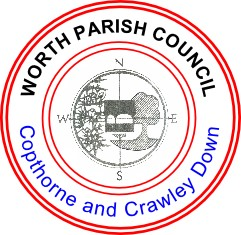 WORTH PARISH COUNCIL
N
W E
S
Copthorne and Crawley Down